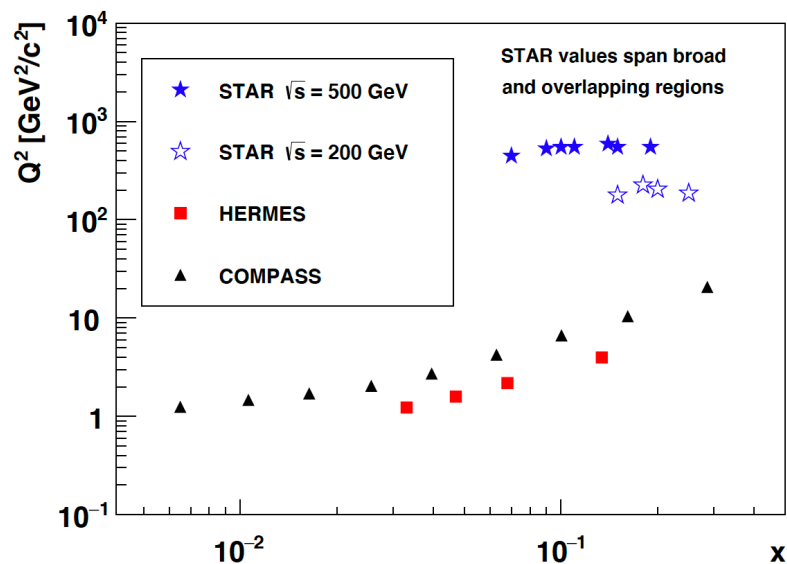 Q² [GeV²/c²]
10⁴
10³
10²
10
1
10⁻¹
STAR √s = 500 GeV
STAR √s = 200 GeV
HERMES
COMPASS
STAR values span broad
and overlapping regions
10⁻²
10⁻¹
x